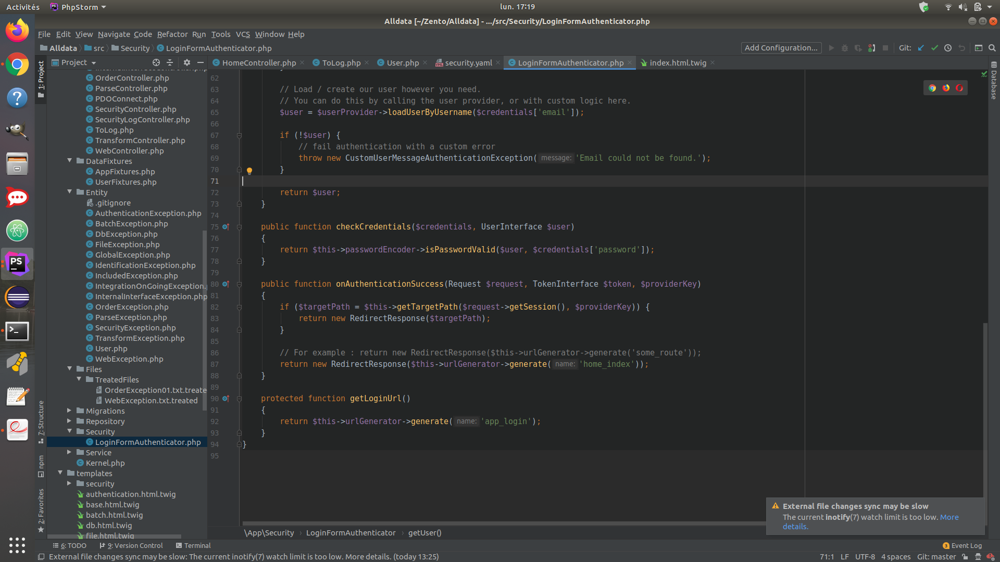 Activités
PhpStorm
lun. 17:19
Alldata [~/Zento/Alldata] - .../src/Security/LoginFormAuthenticator.php
File Edit View Navigate Code Refactor Run Tools VCS Window Help
Alldata src Security LoginFormAuthenticator.php
Add Configuration...
Git:
Project
HomeController.php
ToLog.php
User.php
security.yaml
LoginFormAuthenticator.php
index.html.twig
1: Project
7: Structure
npm
2: Favorites
Database
OrderController.php
ParseController.php
PDOConnect.php
SecurityController.php
SecurityLogController.php
ToLog.php
TransformController.php
WebController.php
DataFixtures
AppFixtures.php
UserFixtures.php
Entity
.gitignore
AuthenticationException.php
BatchException.php
DbException.php
FileException.php
GlobalException.php
IdentificationException.php
IncludedException.php
IntegrationOnGoingException.
InternalInterfaceException.php
OrderException.php
ParseException.php
SecurityException.php
TransformException.php
User.php
WebException.php
Files
TreatedFiles
OrderException01.txt.treate
WebException.txt.treated
Migrations
Repository
Security
LoginFormAuthenticator.php
Service
Kernel.php
templates
security
authentication.html.twig
base.html.twig
batch.html.twig
db.html.twig
file.html.twig
62
63 // Load / create our user however you need.
64 // You can do this by calling the user provider, or with custom logic here.
65 $user = $userProvider->loadUserByUsername($credentials['email']);
66
67 if (!$user) {
68 // fail authentication with a custom error
69 throw new CustomUserMessageAuthenticationException( message: 'Email could not be found.');
70 }
71
72 return $user;
73 }
74
75 public function checkCredentials($credentials, UserInterface $user)
76 {
77 return $this->passwordEncoder->isPasswordValid($user, $credentials['password']);
78 }
79
80 public function onAuthenticationSuccess(Request $request, TokenInterface $token, $providerKey)
81 {
82 if ($targetPath = $this->getTargetPath($request->getSession(), $providerKey)) {
83 return new RedirectResponse($targetPath);
84 }
85
86 // For example : return new RedirectResponse($this->urlGenerator->generate('some_route'));
87 return new RedirectResponse($this->urlGenerator->generate( name: 'home_index'));
88 }
89
90 protected function getLoginUrl()
91 {
92 return $this->urlGenerator->generate( name: 'app_login');
93 }
94 }
95
External file changes sync may be slow
The current inotify(7) watch limit is too low. More
details.
\App\Security LoginFormAuthenticator getUser()
6: TODO
9: Version Control
Terminal
3 Event Log
External file changes sync may be slow: The current inotify(7) watch limit is too low. More details. (today 13:25)
71:1 LF UTF-8 4 spaces Git: master